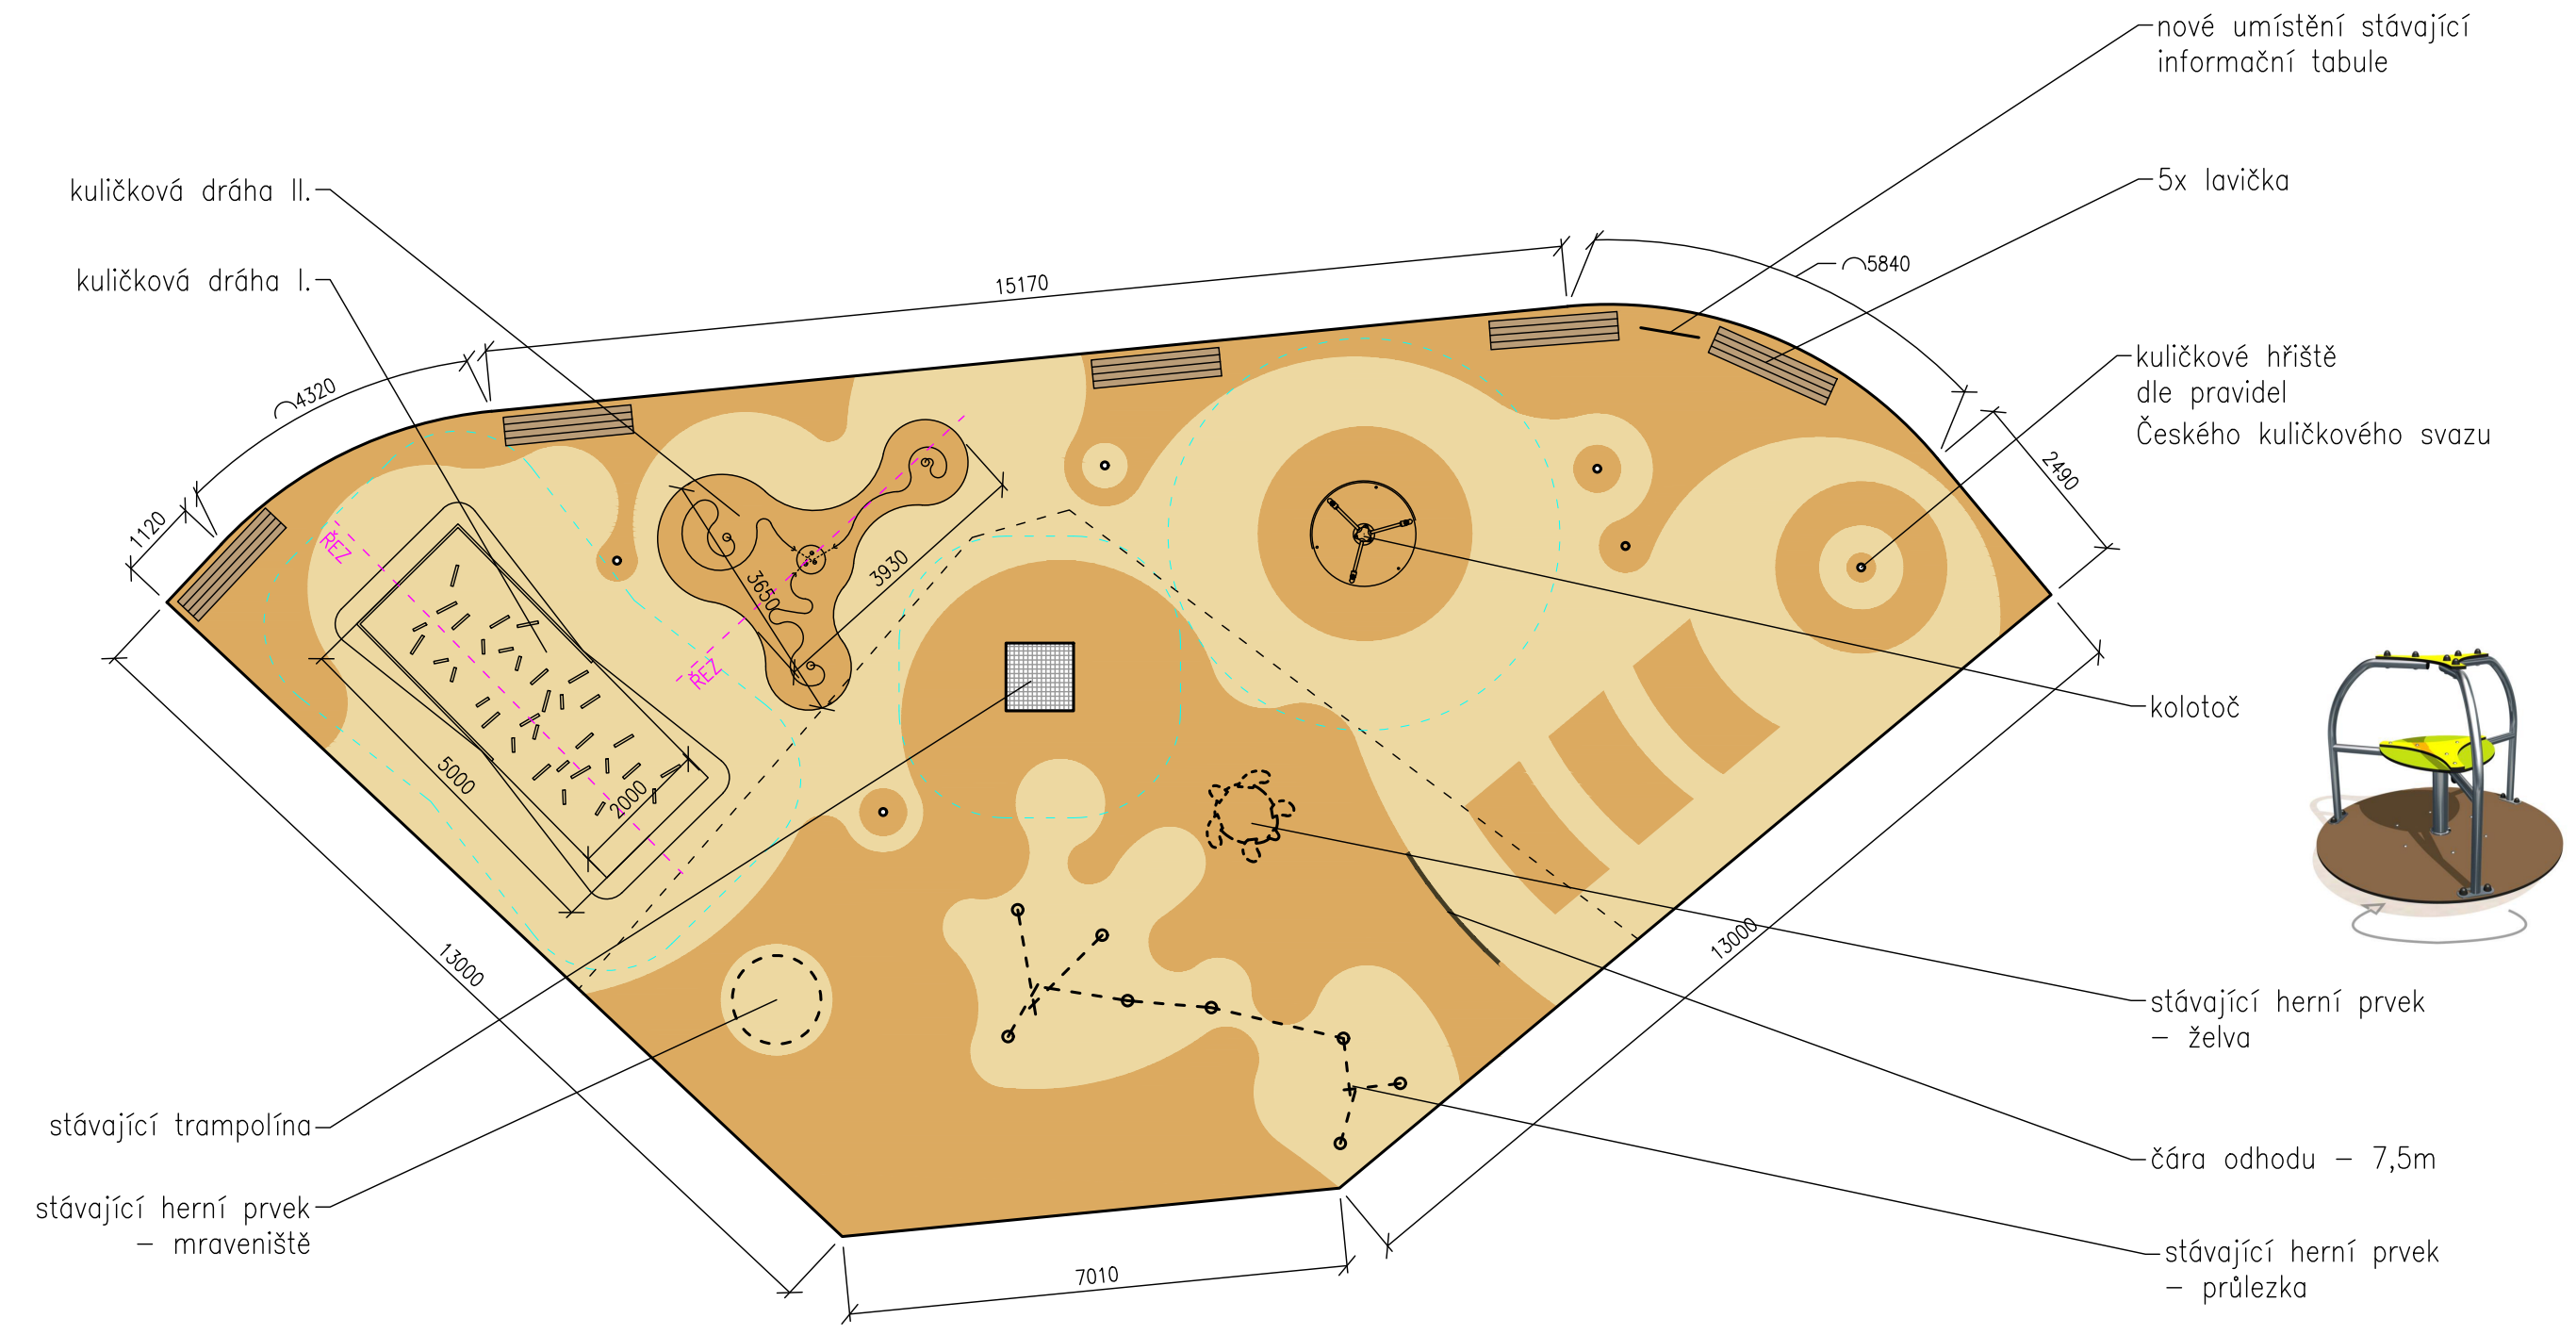 nové umístění stávající
informační tabule
kuličková dráha II.
5x lavička
kuličková dráha I.
15170
⌒5840
kuličkové hřiště
dle pravidel
Českého kuličkového svazu
⌒4320
2490
1120
ŘEZ
3650
3930
ŘEZ
kolotoč
5000
2000
13000
13000
stávající herní prvek
– želva
stávající trampolína
čára odhodu – 7,5m
stávající herní prvek
– mraveniště
stávající herní prvek
– průlezka
7010